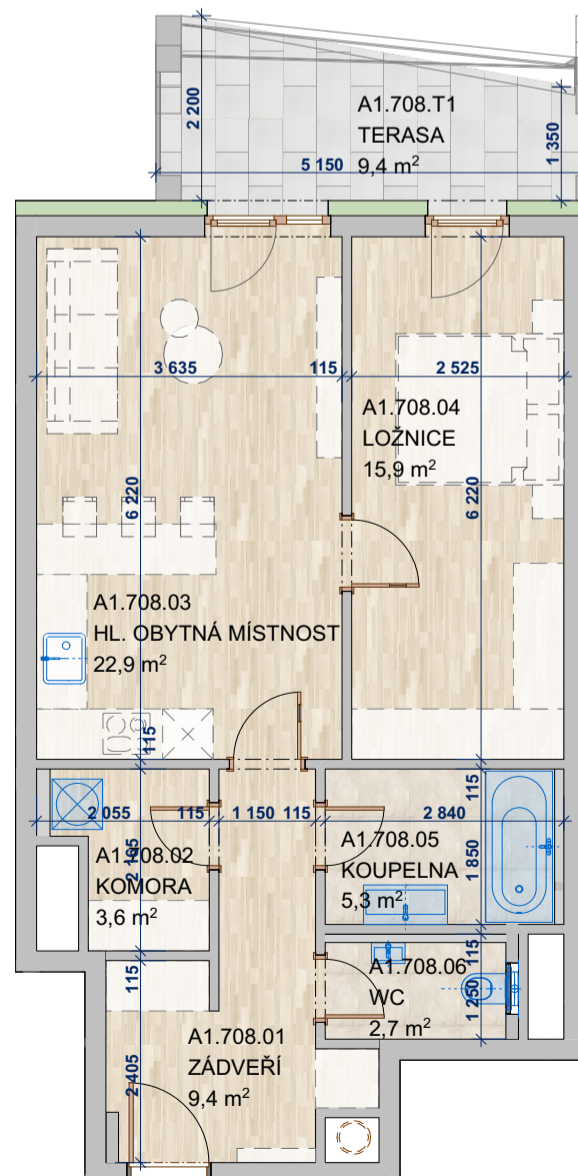 2 200
A1.708.T1
TERASA
9,4 m²
5 150
1 350
3 635
115
2 525
A1.708.04
LOŽNICE
15,9 m²
6 220
6 220
A1.708.03
HL. OBYTNÁ MÍSTNOST
22,9 m²
115
2 055
115
1 150
115
2 840
115
A1.708.02
KOMORA
3,6 m²
A1.708.05
KOUPELNA
5,3 m²
1 850
115
115
A1.708.06
WC
2,7 m²
1 250
A1.708.01
ZÁDVEŘÍ
9,4 m²
2 405